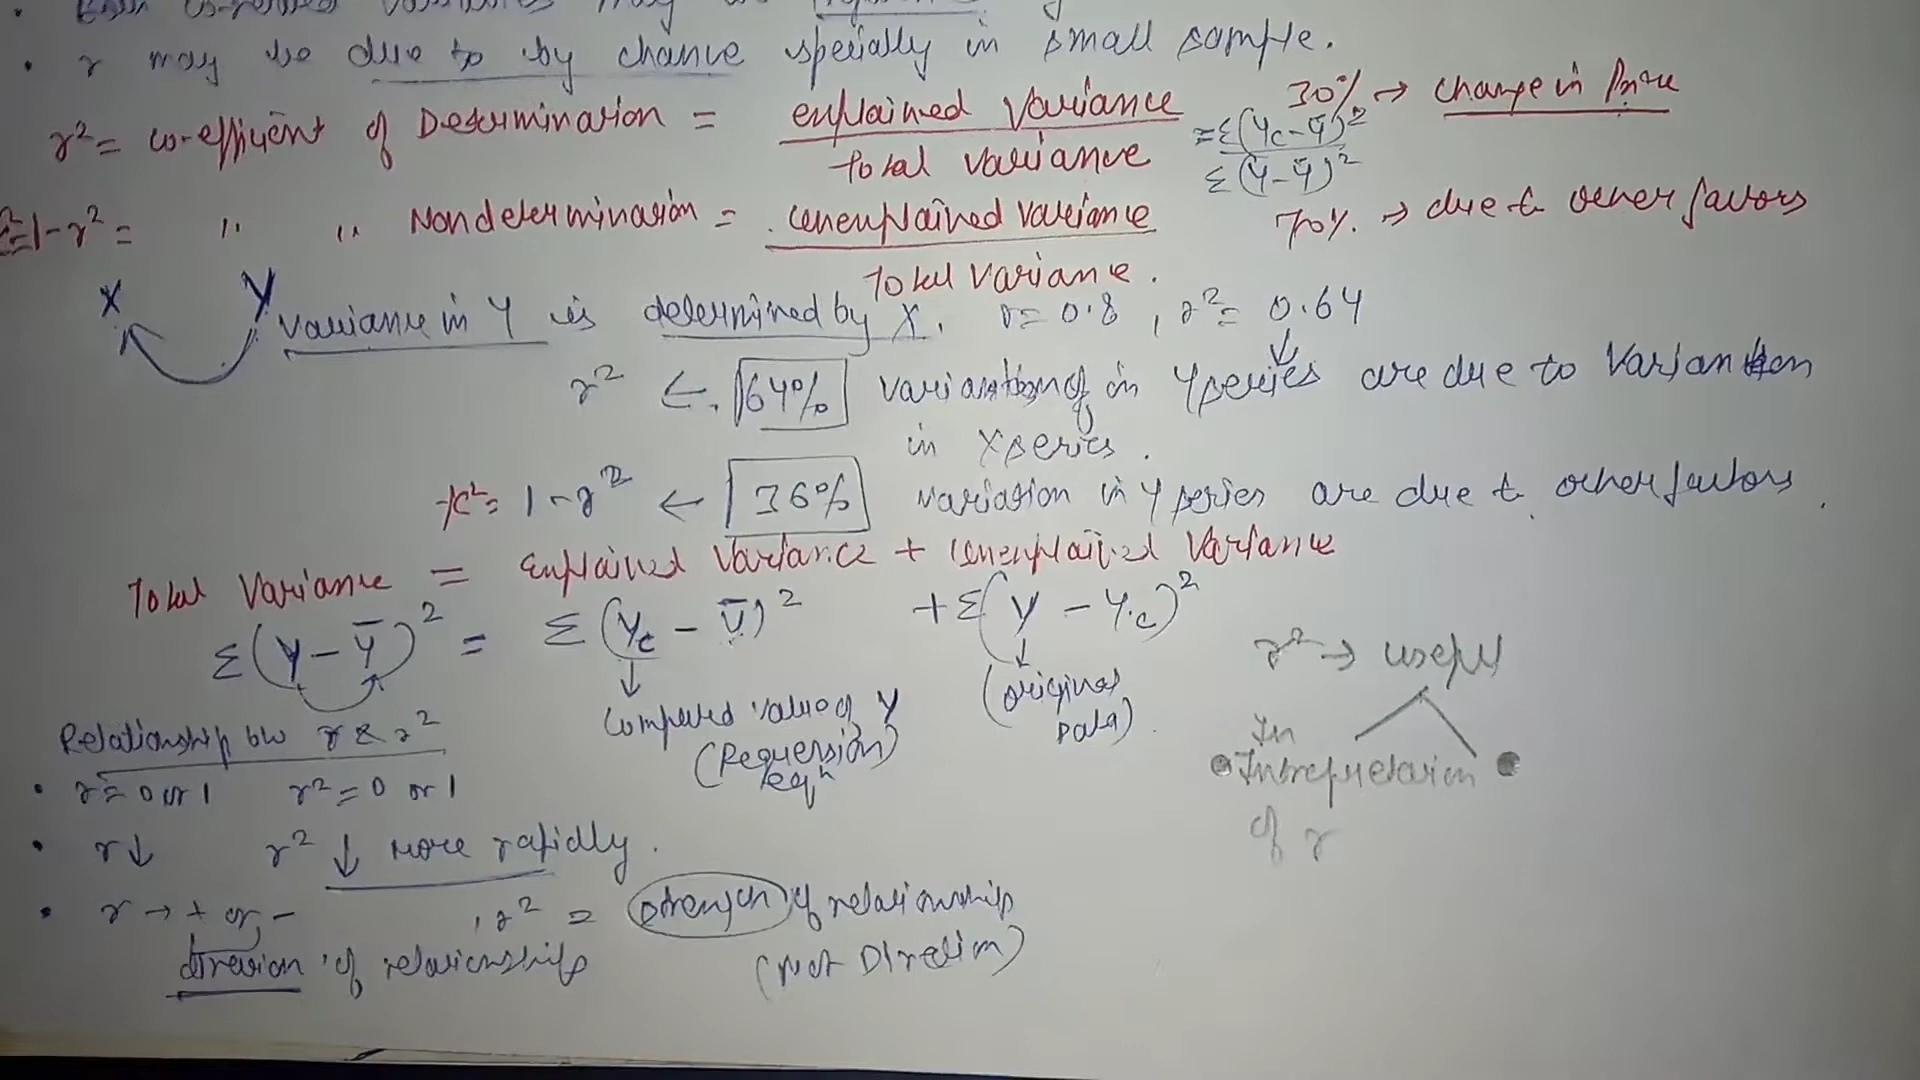 • r may be due to by chance specially in small sample.
r² = co-efficient of Determination = explained Variance / Total Variance = Σ(Yc-Ȳ)² / Σ(Y-Ȳ)²
30% → change in Price
1-r² = " " Nondetermination = unexplained Variance / Total Variance.
70% → due to other factors
X Y
Variance in Y is determined by X. r = 0.8 , r² = 0.64
r² ← 64% variation in Y series are due to Variation
in X series.
K² = 1-r² ← 36% variation in Y series are due to other factors.
Total Variance = Explained Variance + Unexplained Variance
Σ(Y-Ȳ)² = Σ(Yc-Ȳ)² + Σ(Y-Yc)²
Computed value of Y
(Regression
eqn)
(original
Data)
r² → useful
In
• Interpretation •
of r
Relationship b/w r & r²
• r = 0 or 1 r² = 0 or 1
• r↓ r² ↓ More rapidly.
• r → + or - , r² = strength of relationship
direction of relationship (not Direction)